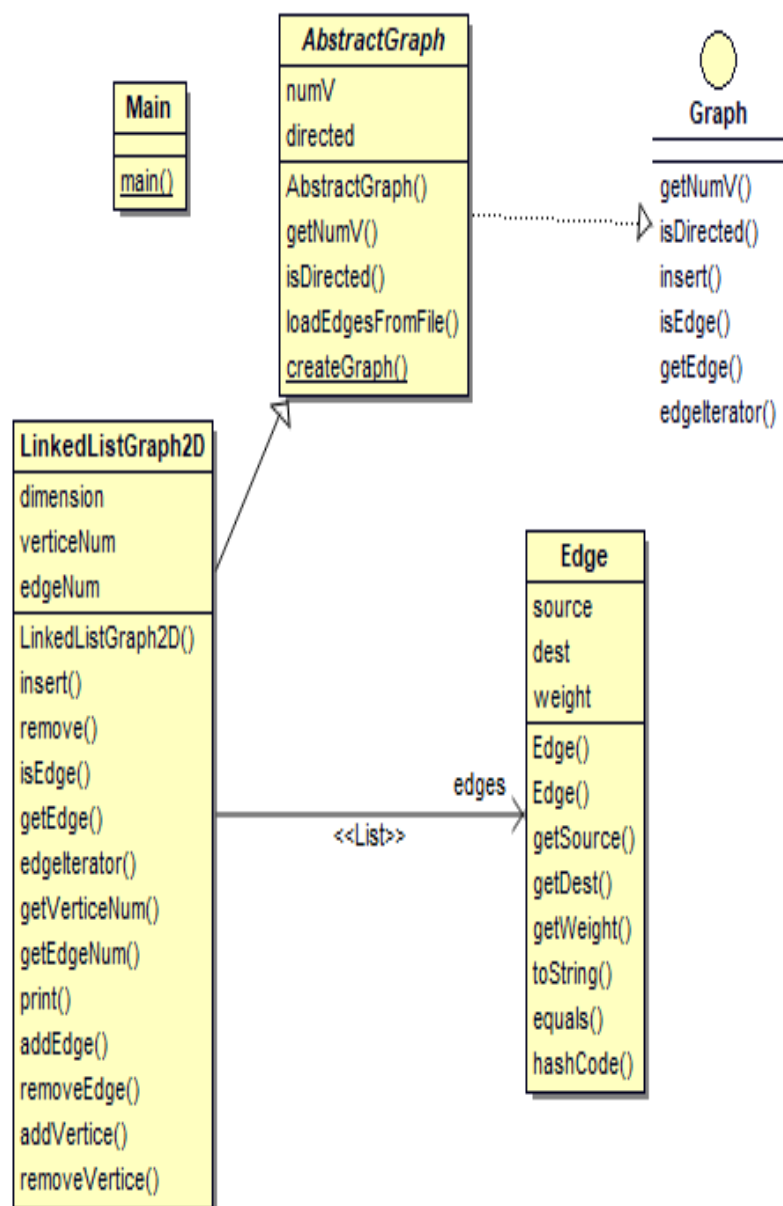 Main
main()
AbstractGraph
numV
directed
AbstractGraph()
getNumV()
isDirected()
loadEdgesFromFile()
createGraph()
Graph
getNumV()
isDirected()
insert()
isEdge()
getEdge()
edgeIterator()
LinkedListGraph2D
dimension
verticeNum
edgeNum
LinkedListGraph2D()
insert()
remove()
isEdge()
getEdge()
edgeIterator()
getVerticeNum()
getEdgeNum()
print()
addEdge()
removeEdge()
addVertice()
removeVertice()
edges
<<List>>
Edge
source
dest
weight
Edge()
Edge()
getSource()
getDest()
getWeight()
toString()
equals()
hashCode()